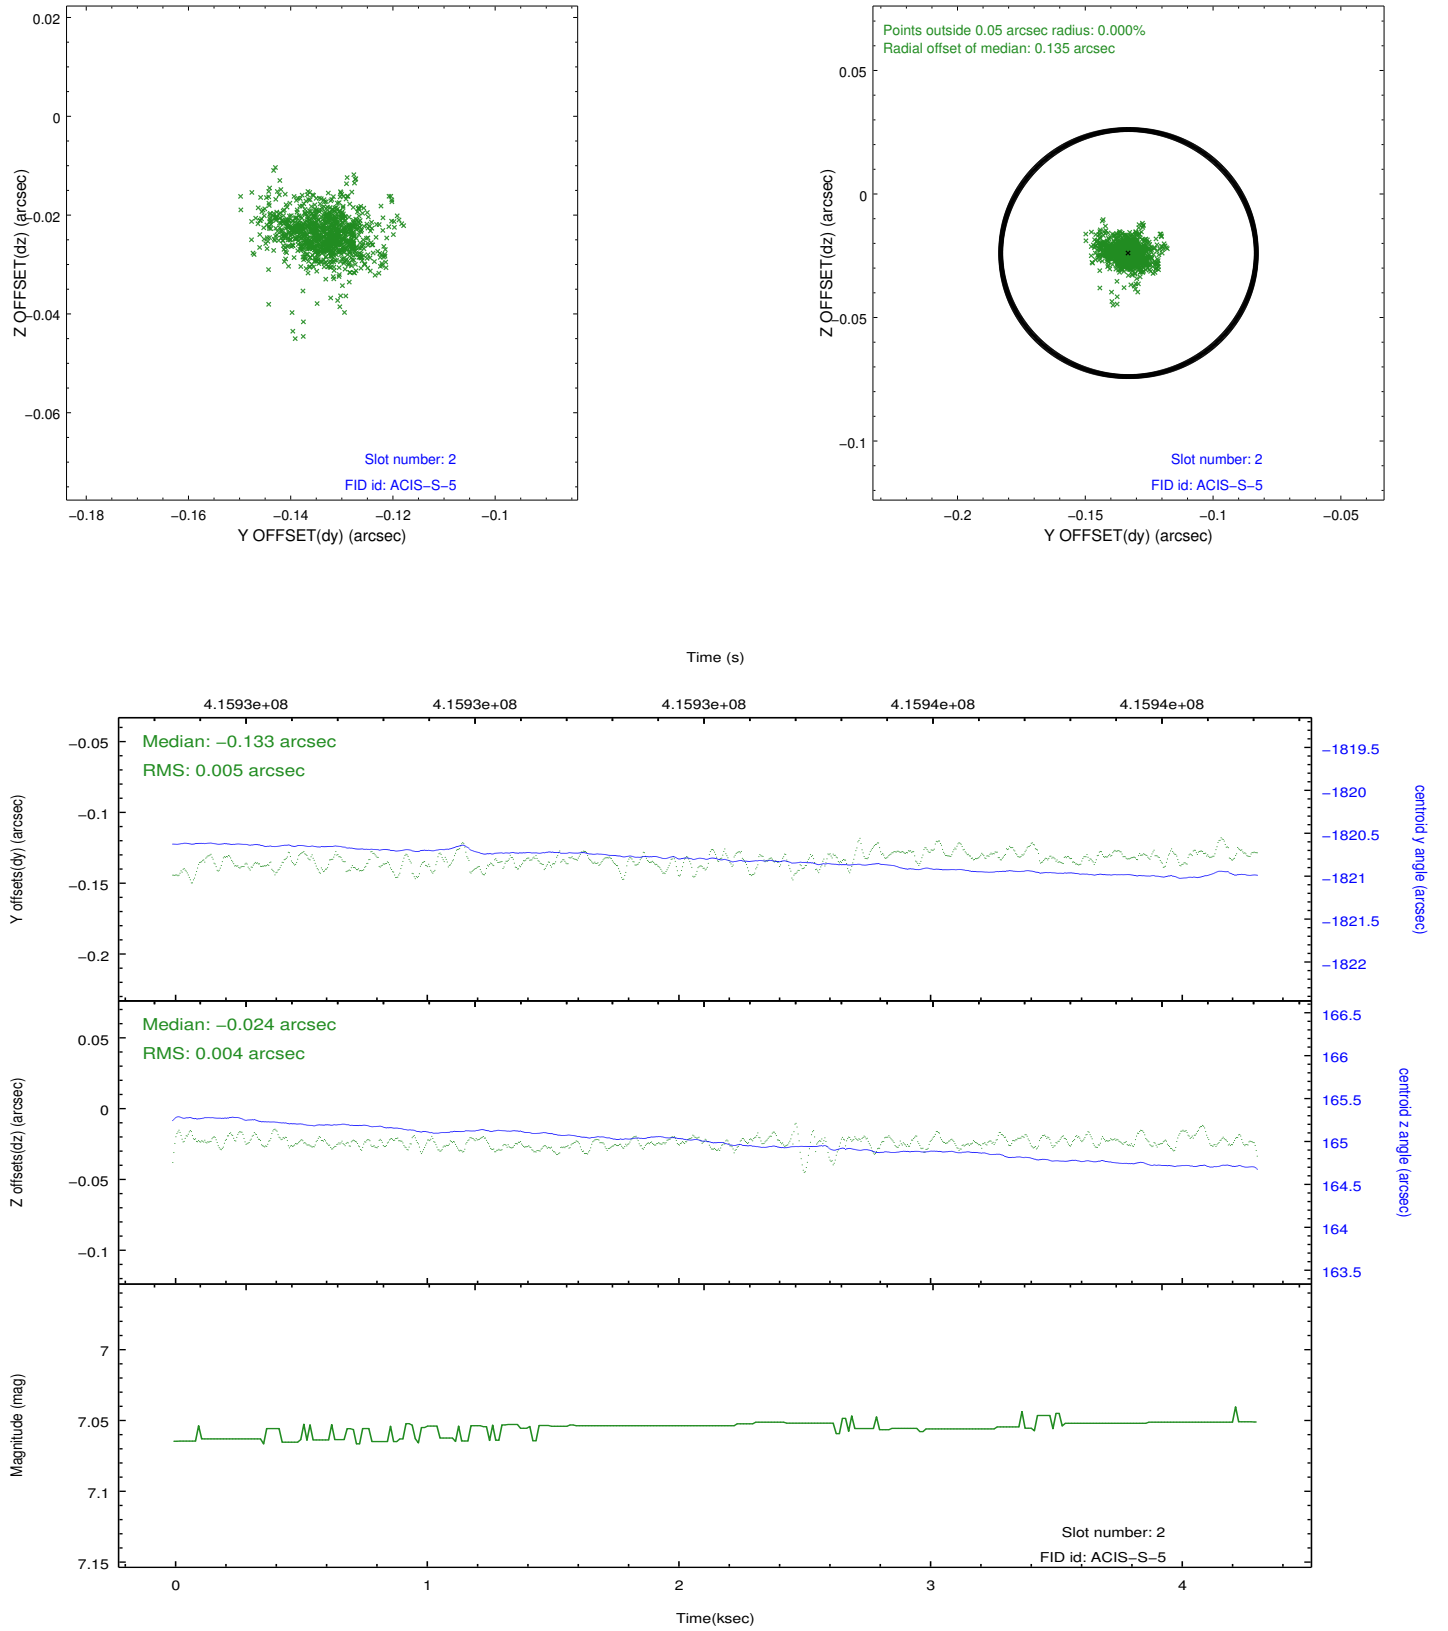 0.02
0
−0.02
−0.04
−0.06
Z OFFSET(dz) (arcsec)
Slot number: 2
FID id: ACIS−S−5
−0.18
−0.16
−0.14
−0.12
−0.1
Y OFFSET(dy) (arcsec)
Points outside 0.05 arcsec radius: 0.000%
Radial offset of median: 0.135 arcsec
0.05
0
−0.05
−0.1
Z OFFSET(dz) (arcsec)
Slot number: 2
FID id: ACIS−S−5
−0.2
−0.15
−0.1
−0.05
Y OFFSET(dy) (arcsec)
Time (s)
4.1593e+08
4.1593e+08
4.1593e+08
4.1594e+08
4.1594e+08
Median: −0.133 arcsec
RMS: 0.005 arcsec
−0.05
−0.1
−0.15
−0.2
Y offsets(dy) (arcsec)
−1819.5
−1820
−1820.5
−1821
−1821.5
−1822
centroid y angle (arcsec)
Median: −0.024 arcsec
RMS: 0.004 arcsec
0.05
0
−0.05
−0.1
Z offsets(dz) (arcsec)
166.5
166
165.5
165
164.5
164
163.5
centroid z angle (arcsec)
7
7.05
7.1
7.15
Magnitude (mag)
Slot number: 2
FID id: ACIS−S−5
0
1
2
3
4
Time(ksec)